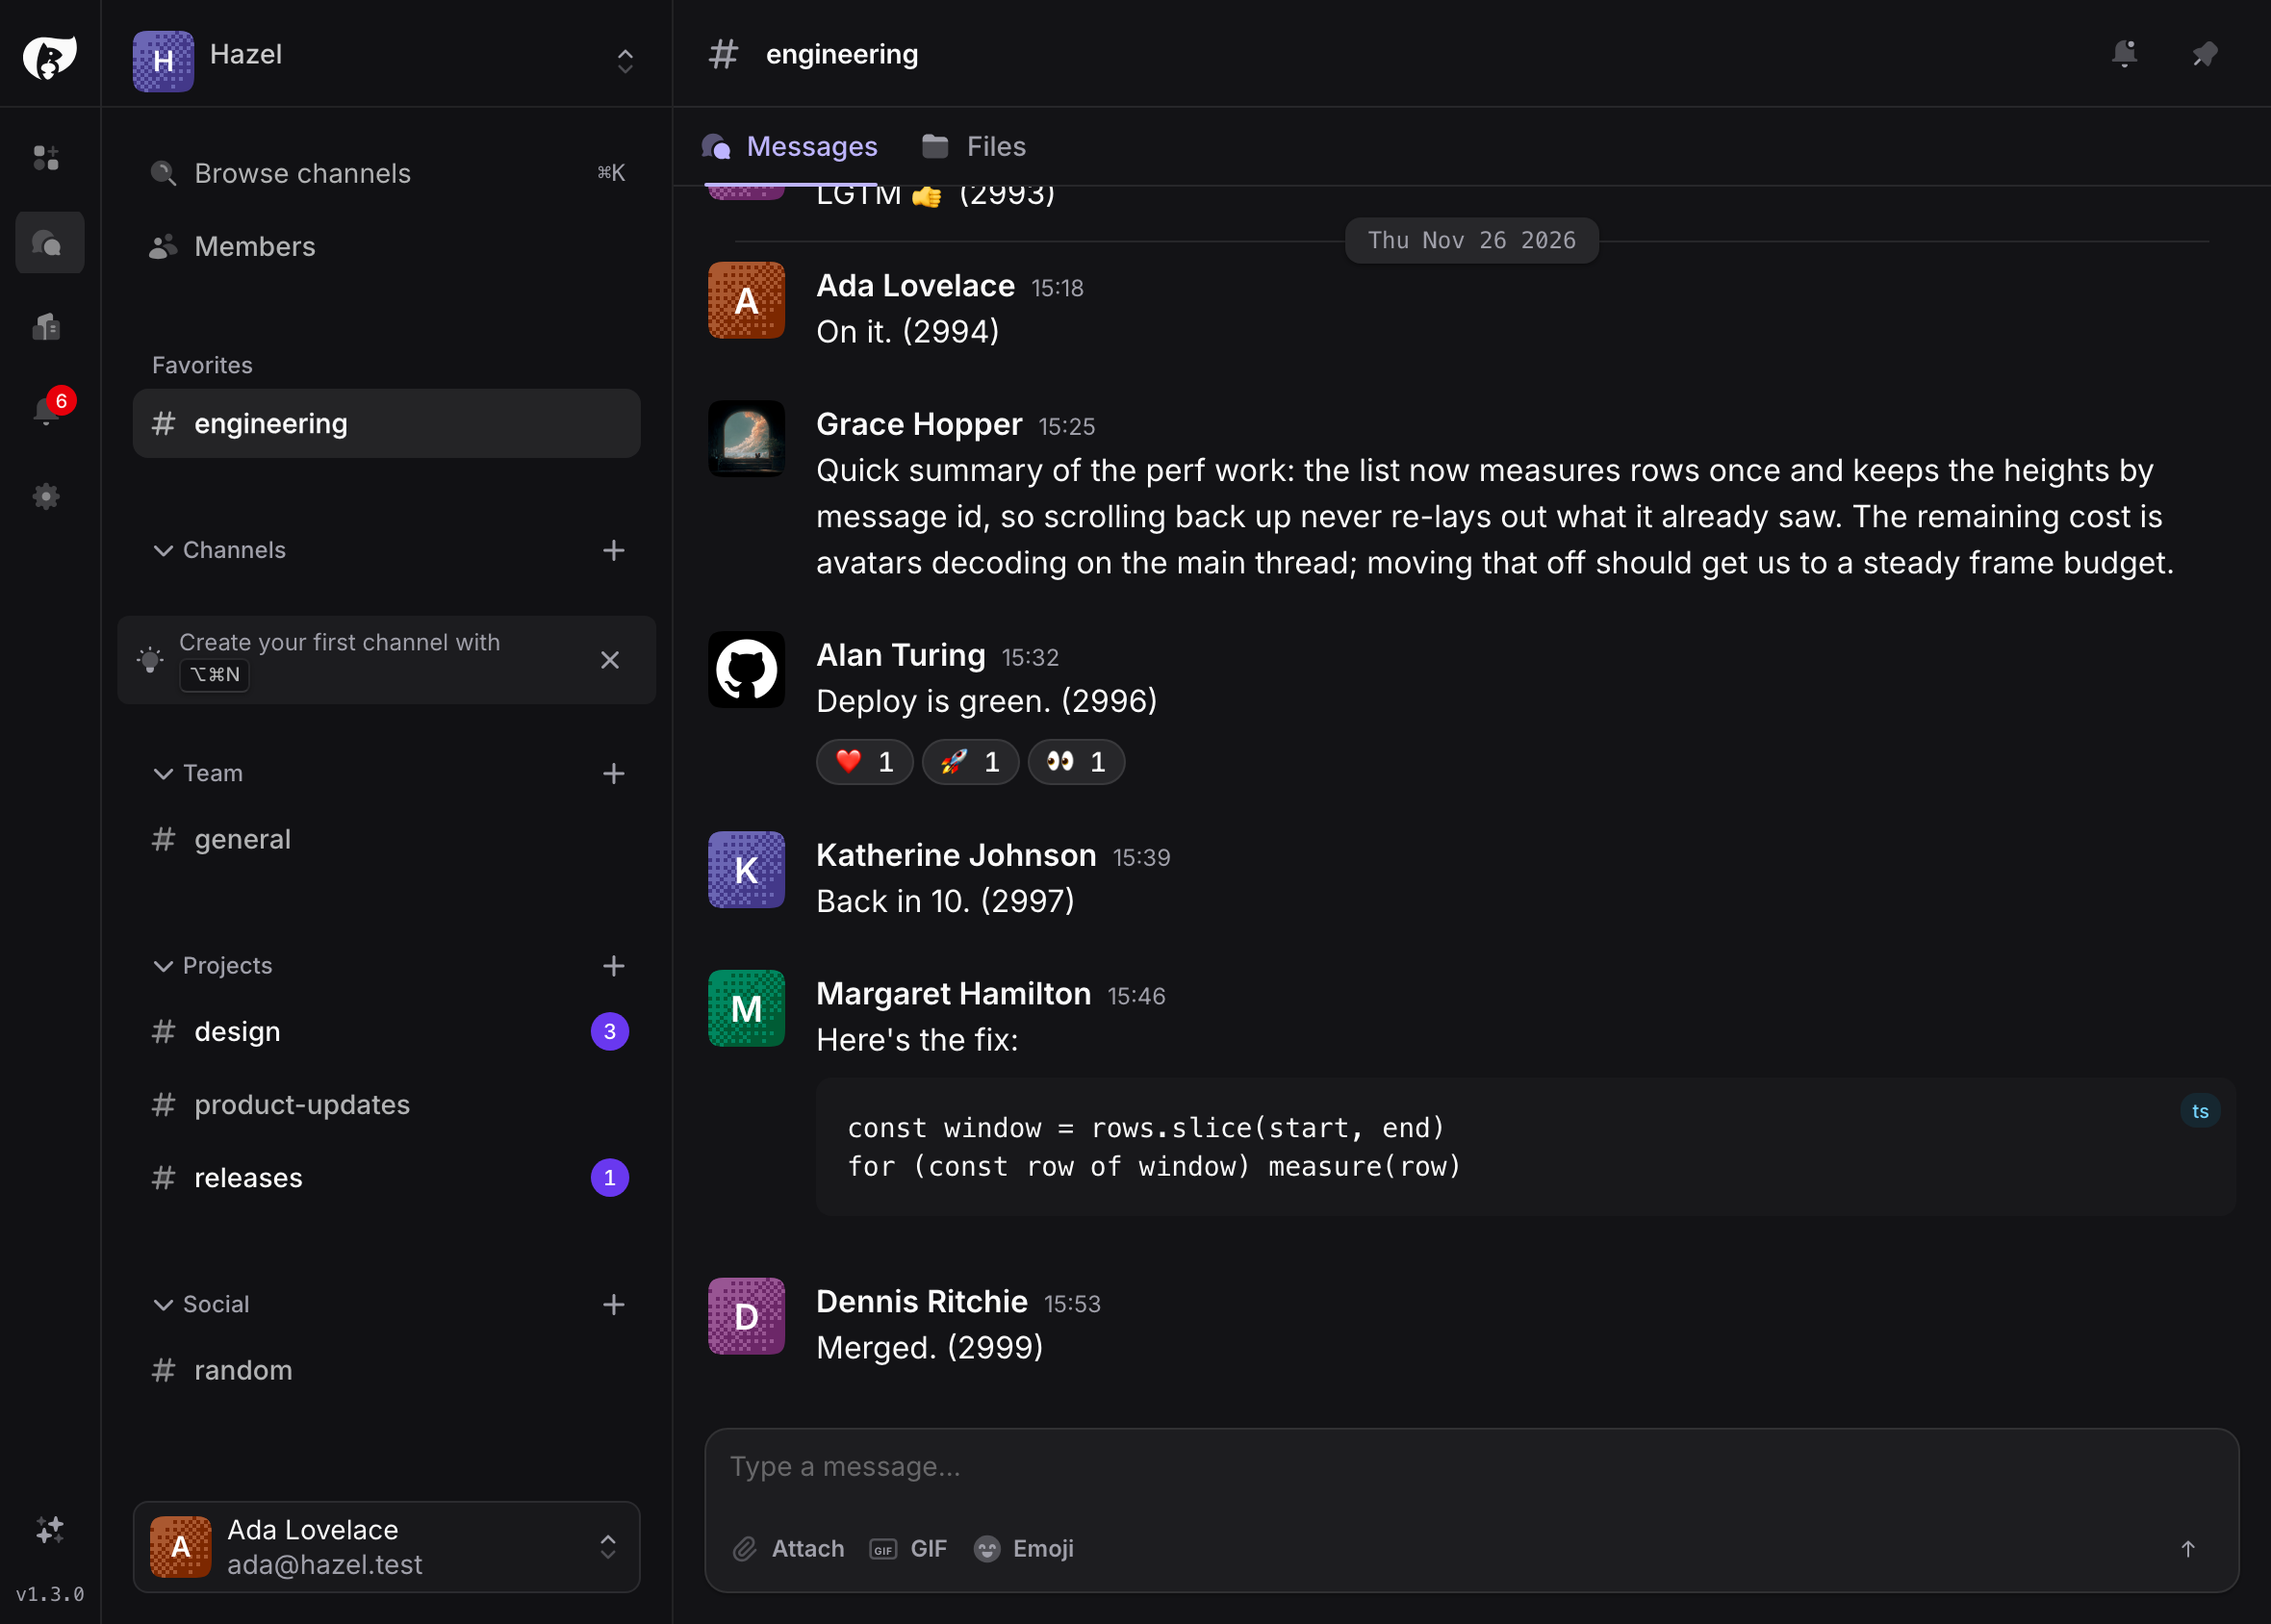 H Hazel
Browse channels ⌘K
Members
Favorites
# engineering
6
Channels
Create your first channel with
⌥⌘N
Team
# general
Projects
# design 3
# product-updates
# releases 1
Social
# random
A Ada Lovelace
ada@hazel.test
v1.3.0
# engineering
Messages Files
LGTM 👍 (2993)
Thu Nov 26 2026
A Ada Lovelace 15:18
On it. (2994)
Grace Hopper 15:25
Quick summary of the perf work: the list now measures rows once and keeps the heights by
message id, so scrolling back up never re-lays out what it already saw. The remaining cost is
avatars decoding on the main thread; moving that off should get us to a steady frame budget.
Alan Turing 15:32
Deploy is green. (2996)
❤️ 1 🚀 1 👀 1
K Katherine Johnson 15:39
Back in 10. (2997)
M Margaret Hamilton 15:46
Here's the fix:
ts
const window = rows.slice(start, end)
for (const row of window) measure(row)
D Dennis Ritchie 15:53
Merged. (2999)
Type a message...
Attach GIF GIF Emoji